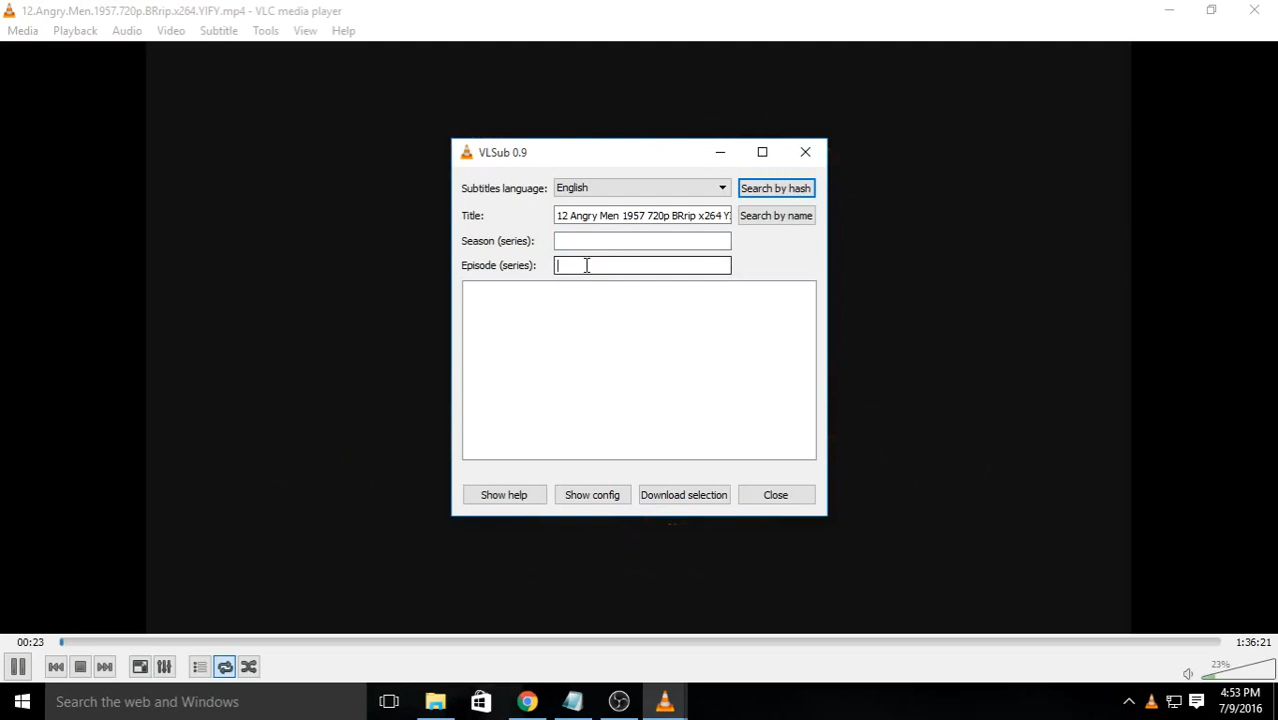 12.Angry.Men.1957.720p.BRrip.x264.YIFY.mp4 - VLC media player
Media Playback Audio Video Subtitle Tools View Help
VLSub 0.9
Subtitles language: English Search by hash
Title: 12 Angry Men 1957 720p BRrip x264 Y Search by name
Season (series):
Episode (series):
Show help Show config Download selection Close
00:23 1:36:21
23%
Search the web and Windows
4:53 PM
7/9/2016